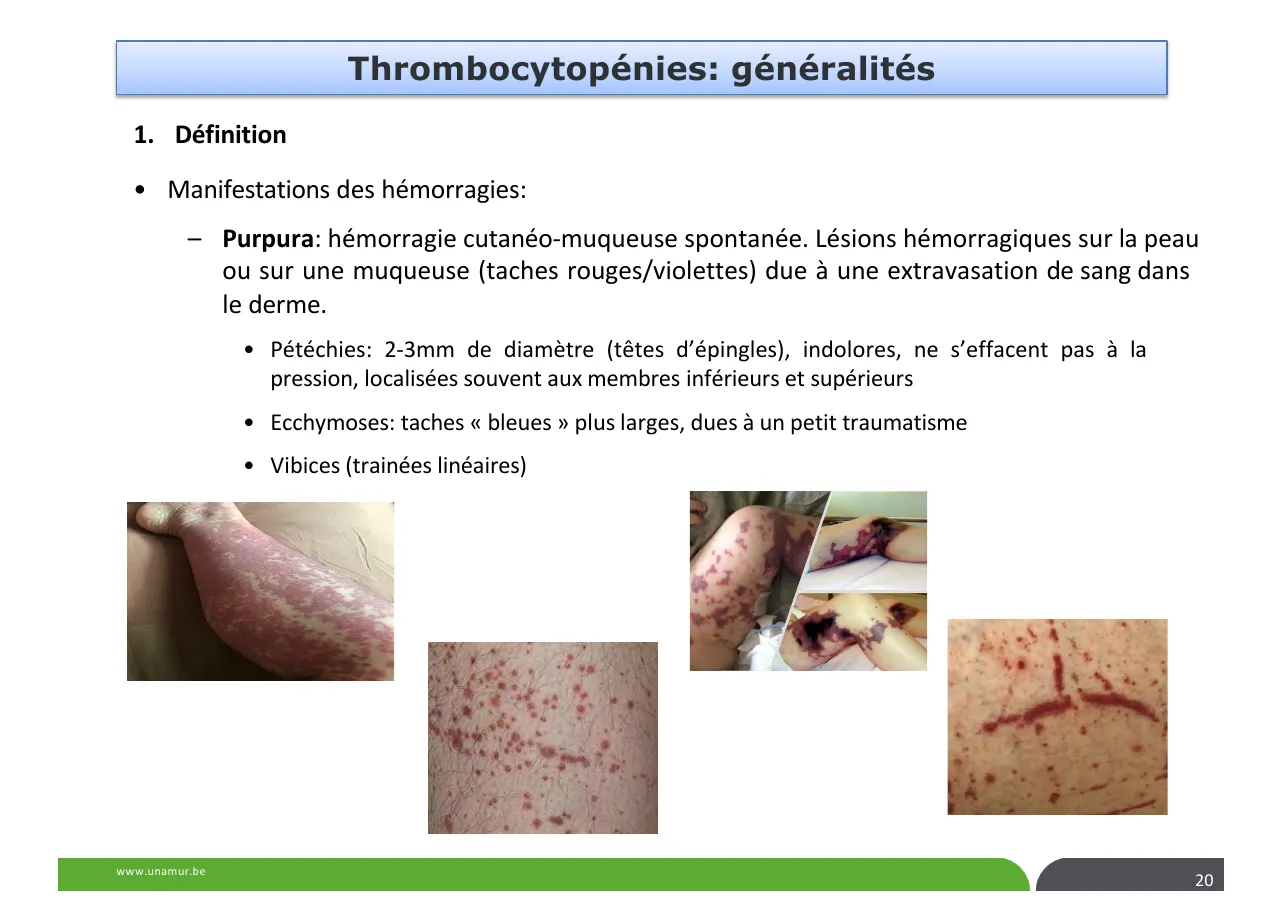 Thrombocytopénies: généralités
1. Définition
• Manifestations des hémorragies:
– Purpura: hémorragie cutanéo-muqueuse spontanée. Lésions hémorragiques sur la peau
ou sur une muqueuse (taches rouges/violettes) due à une extravasation de sang dans
le derme.
• Pétéchies: 2-3mm de diamètre (têtes d’épingles), indolores, ne s’effacent pas à la
pression, localisées souvent aux membres inférieurs et supérieurs
• Ecchymoses: taches « bleues » plus larges, dues à un petit traumatisme
• Vibices (trainées linéaires)
www.unamur.be
20